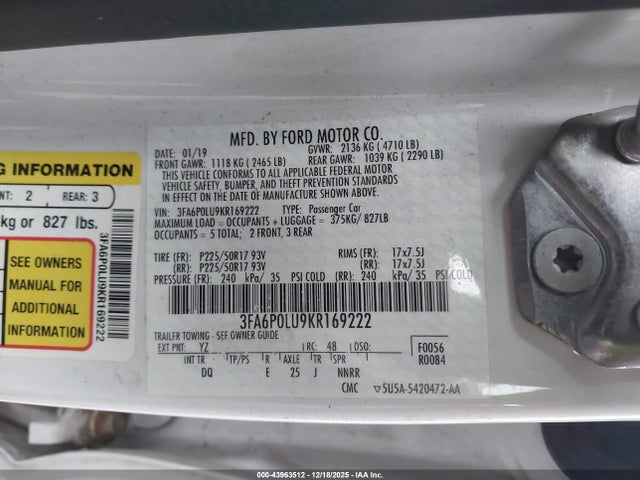 MFD. BY FORD MOTOR CO.
01/19 GVWR: 2136 KG (4710 LB)
FRONT GAWR: 1118 KG (2465 LB) REAR GAWR: 1039 KG (2290 LB)
THIS VEHICLE CONFORMS TO ALL APPLICABLE FEDERAL MOTOR
VEHICLE SAFETY, BUMPER, AND THEFT PREVENTION STANDARDS
IN EFFECT ON THE DATE OF MANUFACTURE SHOWN ABOVE.
VIN: 3FA6P0LU9KR169222 TYPE: Passenger Car
MAXIMUM LOAD = OCCUPANTS + LUGGAGE = 375KG/ 827LB
OCCUPANTS = 5 TOTAL; 2 FRONT, 3 REAR
TIRE (FR): P225/50R17 93V RIMS (FR): 17x7.5J
(RR): P225/50R17 93V (RR): 17x7.5J
PRESSURE (FR): 240 kPa/ 35 PSI COLD (RR): 240 kPa/ 35 PSI COLD
3FA6P0LU9KR169222
TRAILER TOWING - SEE OWNER GUIDE
EXT PNT: YZ RC: 48 DSO: F0056
R0084
INT TR TP/PS R AXLE TR SPR
DQ E 25 J NNRR
CMC 5U5A-5420472-AA
G INFORMATION
NT: 2 REAR: 3
kg or 827 lbs.
SEE OWNERS
MANUAL FOR
ADDITIONAL
INFORMATION
3FA6P0LU9KR169222
000-43963512 - 12/18/2025 - IAAI.COM